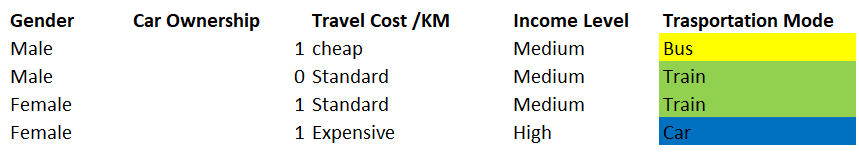 Gender Car Ownership Travel Cost /KM Income Level Trasportation Mode
Male 1 cheap Medium Bus
Male 0 Standard Medium Train
Female 1 Standard Medium Train
Female 1 Expensive High Car